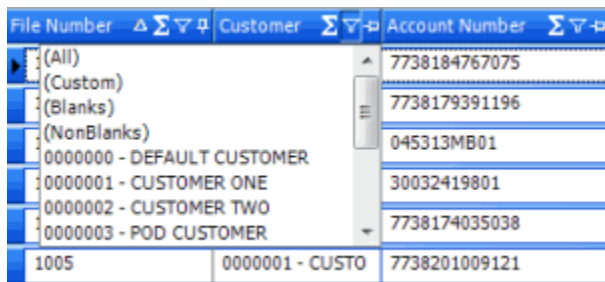 File Number Customer Account Number
(All)
(Custom)
(Blanks)
(NonBlanks)
0000000 - DEFAULT CUSTOMER
0000001 - CUSTOMER ONE
0000002 - CUSTOMER TWO
0000003 - POD CUSTOMER
7738184767075
7738179391196
045313MB01
30032419801
7738174035038
1005 0000001 - CUSTO 7738201009121